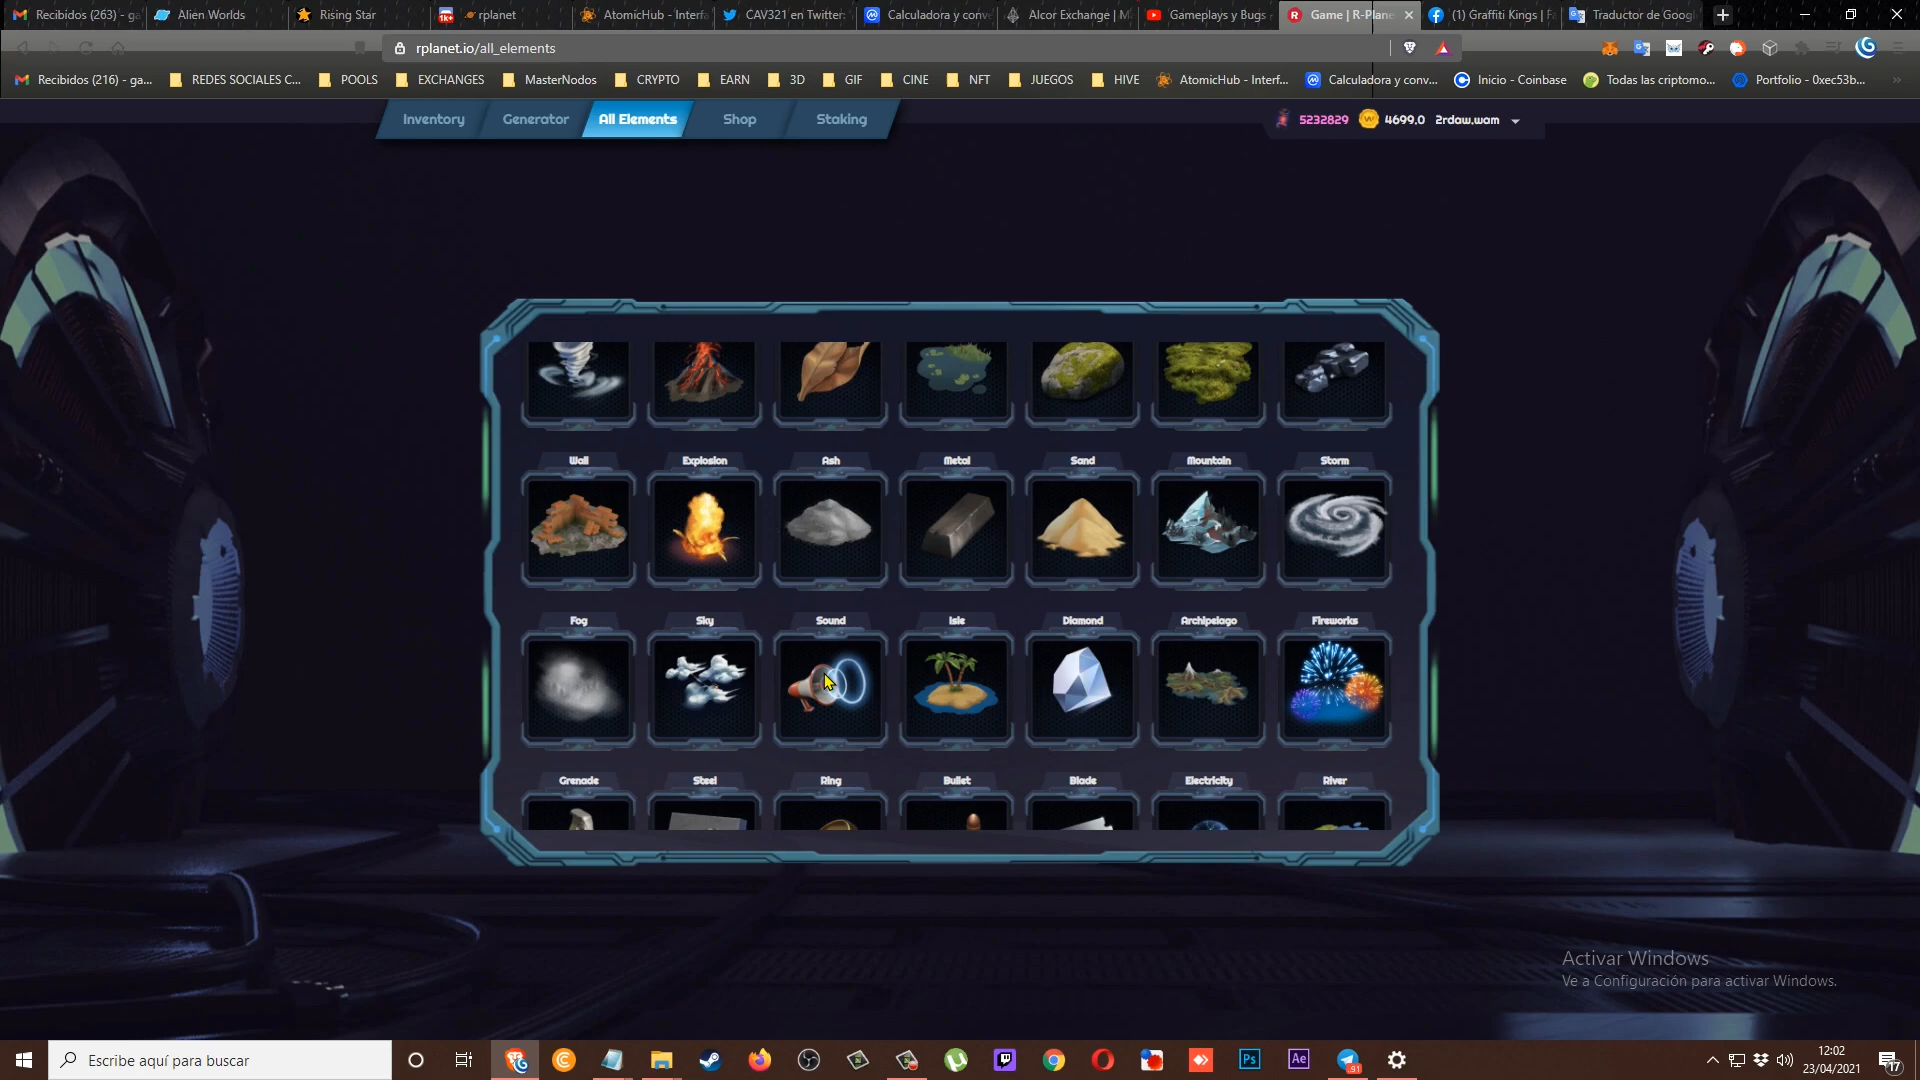 Recibidos (263) - ga
Alien Worlds
Rising Star
rplanet
AtomicHub - Interfa
CAV321 en Twitter:
Calculadora y conve
Alcor Exchange | M
Gameplays y Bugs
Game | R-Plane
(1) Graffiti Kings | Fa
Traductor de Googl
rplanet.io/all_elements
Recibidos (216) - ga...
REDES SOCIALES C...
POOLS
EXCHANGES
MasterNodos
CRYPTO
EARN
3D
GIF
CINE
NFT
JUEGOS
HIVE
AtomicHub - Interf...
Calculadora y conv...
Inicio - Coinbase
Todas las criptomo...
Portfolio - 0xec53b...
Inventory
Generator
All Elements
Shop
Staking
5232829
4699.0
2rdaw.wam
Wall
Explosion
Ash
Metal
Sand
Mountain
Storm
Fog
Sky
Sound
Isle
Diamond
Archipelago
Fireworks
Grenade
Steel
Ring
Bullet
Blade
Electricity
River
Activar Windows
Ve a Configuración para activar Windows.
Escribe aquí para buscar
Ps
Ae
91
12:02
23/04/2021
17